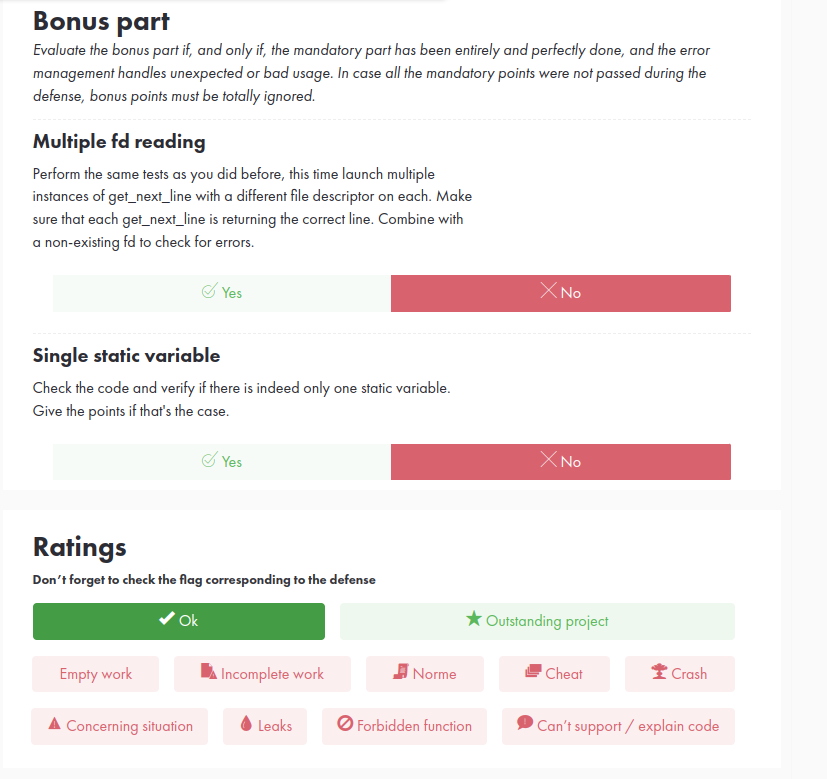 Bonus part
Evaluate the bonus part if, and only if, the mandatory part has been entirely and perfectly done, and the error
management handles unexpected or bad usage. In case all the mandatory points were not passed during the
defense, bonus points must be totally ignored.
Multiple fd reading
Perform the same tests as you did before, this time launch multiple
instances of get_next_line with a different file descriptor on each. Make
sure that each get_next_line is returning the correct line. Combine with
a non-existing fd to check for errors.
Yes No
Single static variable
Check the code and verify if there is indeed only one static variable.
Give the points if that's the case.
Yes No
Ratings
Don't forget to check the flag corresponding to the defense
Ok Outstanding project
Empty work Incomplete work Norme Cheat Crash
Concerning situation Leaks Forbidden function Can't support / explain code